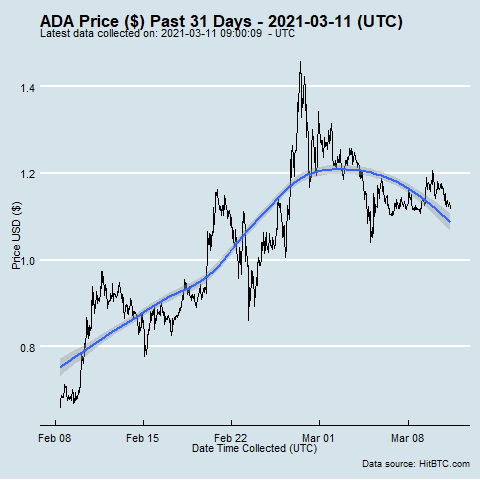 ADA Price ($) Past 31 Days - 2021-03-11 (UTC)
Latest data collected on: 2021-03-11 09:00:09 - UTC
1.4
1.2
1.0
0.8
Price USD ($)
Feb 08
Feb 15
Feb 22
Mar 01
Mar 08
Date Time Collected (UTC)
Data source: HitBTC.com